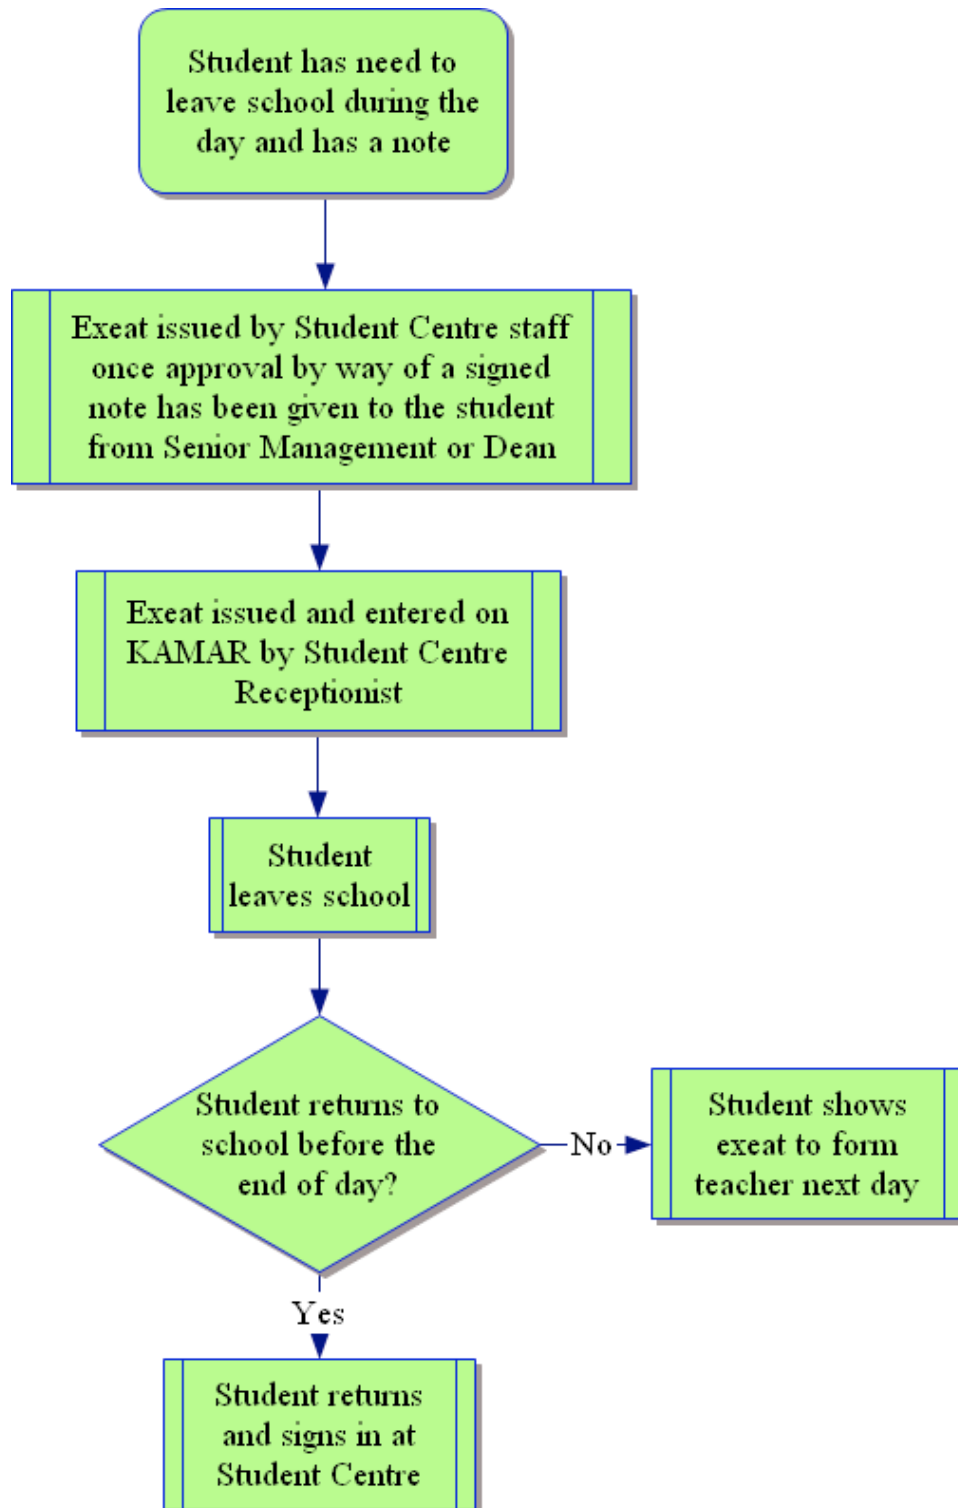 Student has need to
leave school during the
day and has a note
Exeat issued by Student Centre staff
once approval by way of a signed
note has been given to the student
from Senior Management or Dean
Exeat issued and entered on
KAMAR by Student Centre
Receptionist
Student
leaves school
Student returns to
school before the
end of day?
No
Student shows
exeat to form
teacher next day
Yes
Student returns
and signs in at
Student Centre